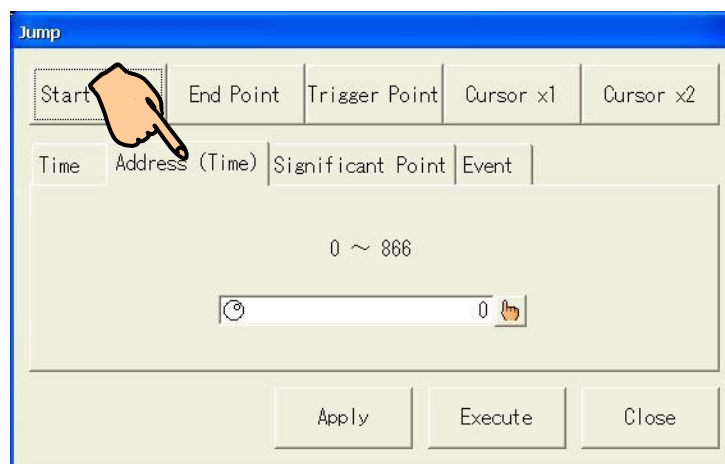 Jump
Start End Point Trigger Point Cursor x1 Cursor x2
Time Address (Time) Significant Point Event
0 ～ 866
0
Apply Execute Close